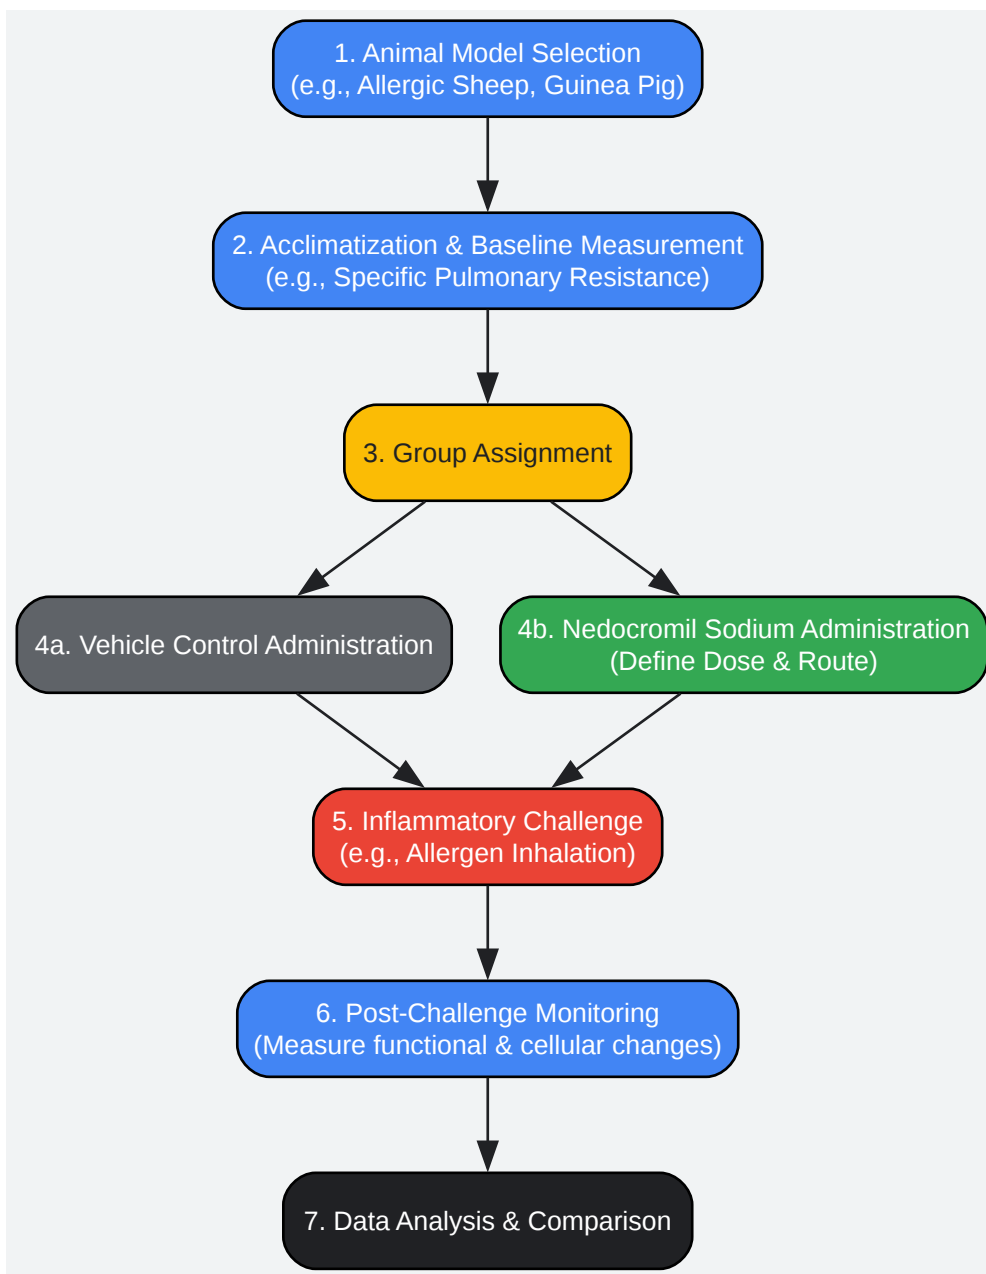 1. Animal Model Selection
(e.g., Allergic Sheep, Guinea Pig)
2. Acclimatization & Baseline Measurement
(e.g., Specific Pulmonary Resistance)
3. Group Assignment
4a. Vehicle Control Administration
4b. Nedocromil Sodium Administration
(Define Dose & Route)
5. Inflammatory Challenge
(e.g., Allergen Inhalation)
6. Post-Challenge Monitoring
(Measure functional & cellular changes)
7. Data Analysis & Comparison